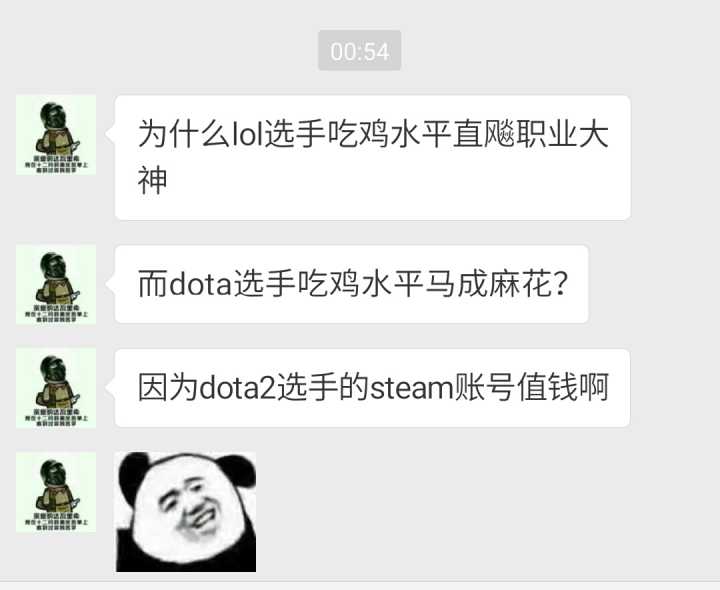 00:54
为什么lol选手吃鸡水平直飚职业大
神
而dota选手吃鸡水平马成麻花？
因为dota2选手的steam账号值钱啊